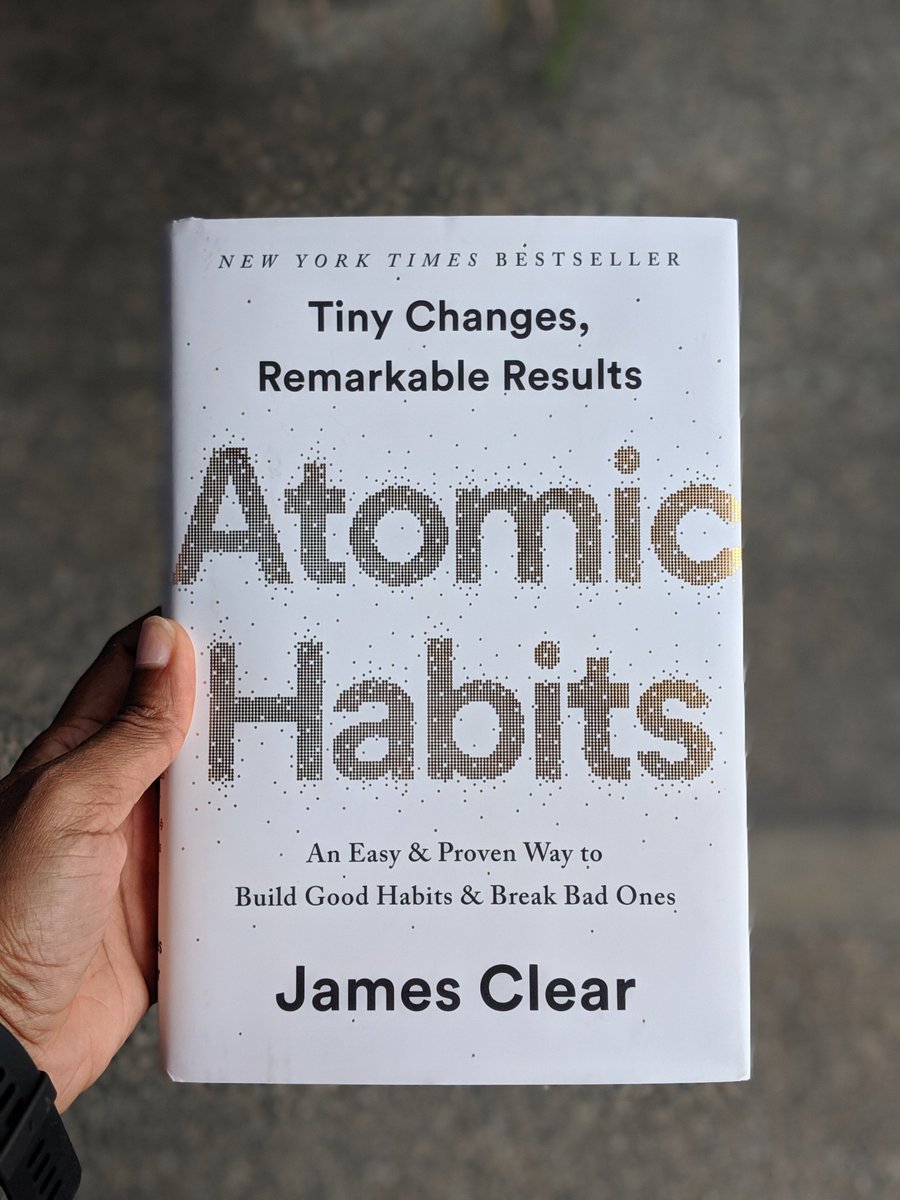 NEW YORK TIMES BESTSELLER
Tiny Changes,
Remarkable Results
Atomic
Habits
An Easy & Proven Way to
Build Good Habits & Break Bad Ones
James Clear